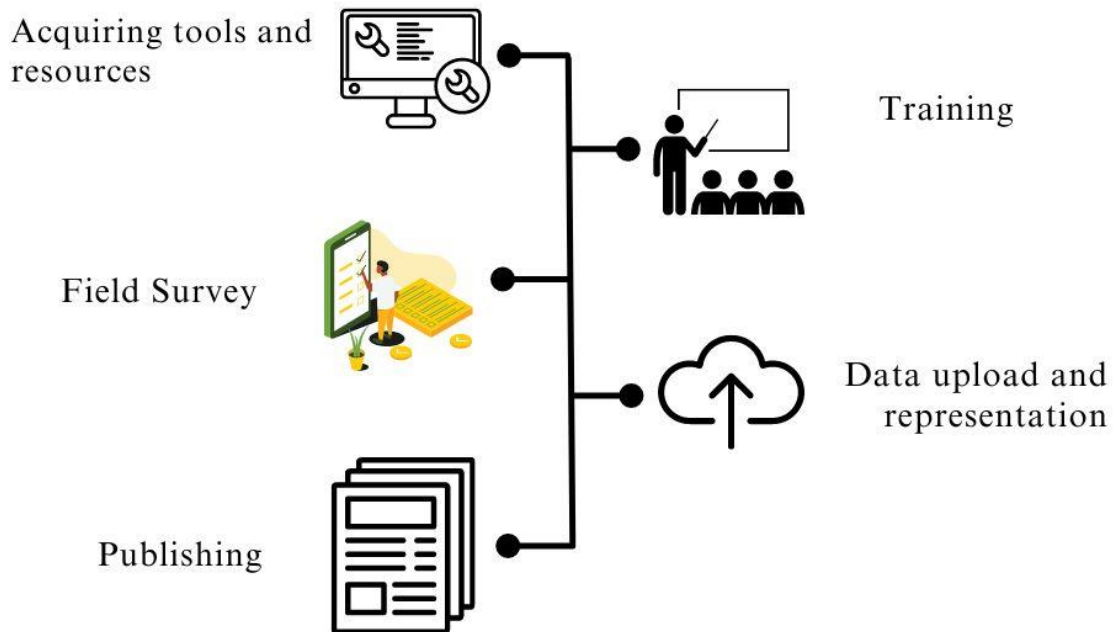 Acquiring tools and
resources
Training
Field Survey
Data upload and
representation
Publishing